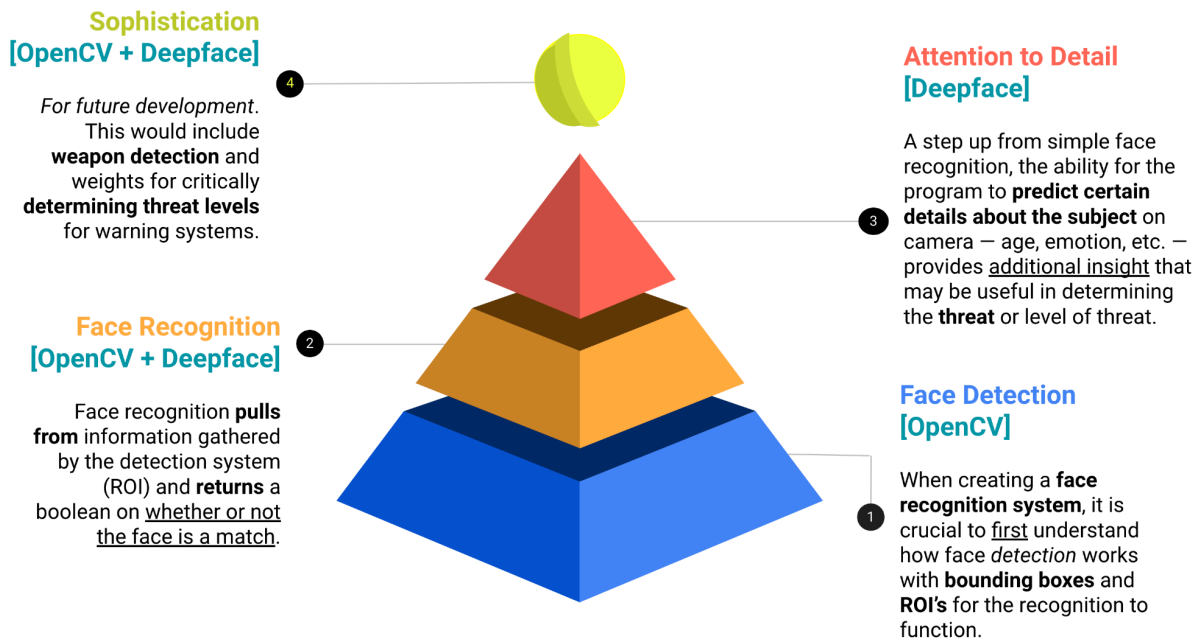 Sophistication
[OpenCV + Deepface]
4
For future development.
This would include
weapon detection and
weights for critically
determining threat levels
for warning systems.
Attention to Detail
[Deepface]
A step up from simple face
recognition, the ability for the
program to predict certain
details about the subject on
camera — age, emotion, etc. —
provides additional insight that
may be useful in determining
the threat or level of threat.
3
Face Recognition
[OpenCV + Deepface]
2
Face recognition pulls
from information gathered
by the detection system
(ROI) and returns a
boolean on whether or not
the face is a match.
Face Detection
[OpenCV]
When creating a face
recognition system, it is
crucial to first understand
how face detection works
with bounding boxes and
ROI’s for the recognition to
function.
1